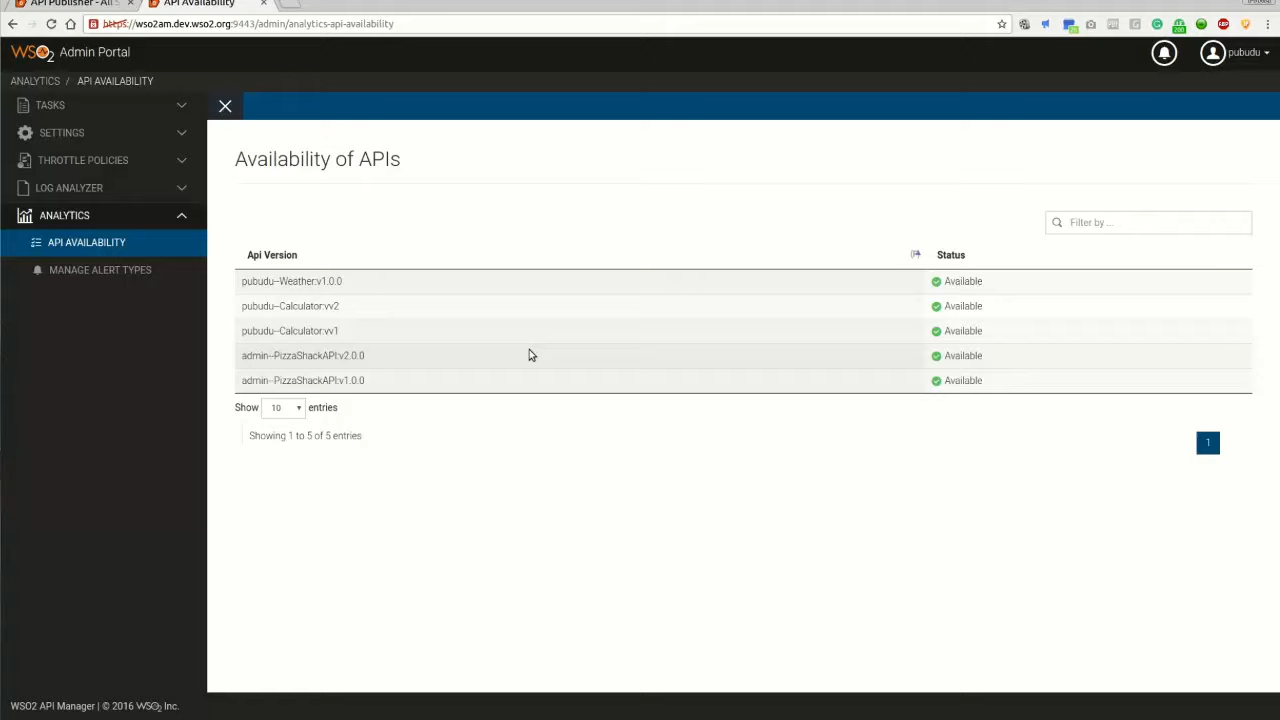 API Publisher - All S
API Availability
https://wso2am.dev.wso2.org:9443/admin/analytics-api-availability
WSO2 Admin Portal
pubudu
ANALYTICS / API AVAILABILITY
TASKS
SETTINGS
THROTTLE POLICIES
LOG ANALYZER
ANALYTICS
API AVAILABILITY
MANAGE ALERT TYPES
Availability of APIs
Filter by ...
Api Version Status
pubudu--Weather:v1.0.0 Available
pubudu--Calculator:vv2 Available
pubudu--Calculator:vv1 Available
admin--PizzaShackAPI:v2.0.0 Available
admin--PizzaShackAPI:v1.0.0 Available
Show 10 entries
Showing 1 to 5 of 5 entries
1
WSO2 API Manager | © 2016 WSO2 Inc.